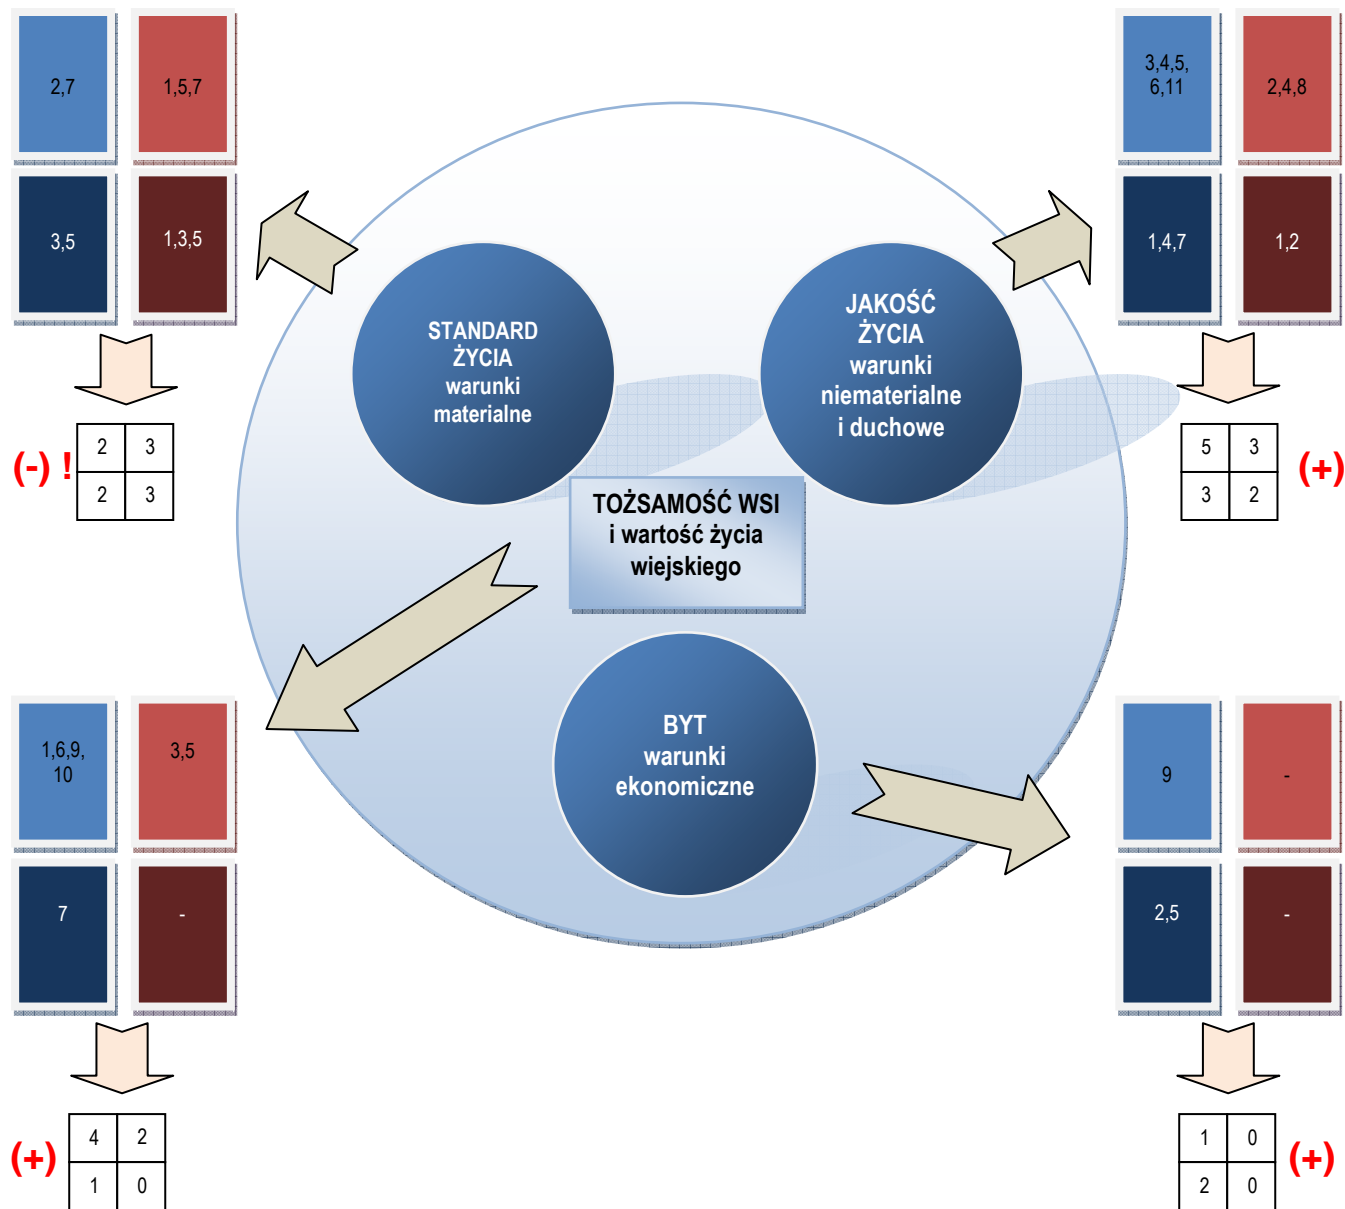 2,7
1,5,7
3,5
1,3,5
(-) !
2 3
2 3
3,4,5,
6,11
2,4,8
1,4,7
1,2
5 3
3 2
(+)
STANDARD
ŻYCIA
warunki
materialne
JAKOŚĆ
ŻYCIA
warunki
niematerialne
i duchowe
TOŻSAMOŚĆ WSI
i wartość życia
wiejskiego
BYT
warunki
ekonomiczne
1,6,9,
10
3,5
7
-
(+)
4 2
1 0
9
-
2,5
-
1 0
2 0
(+)